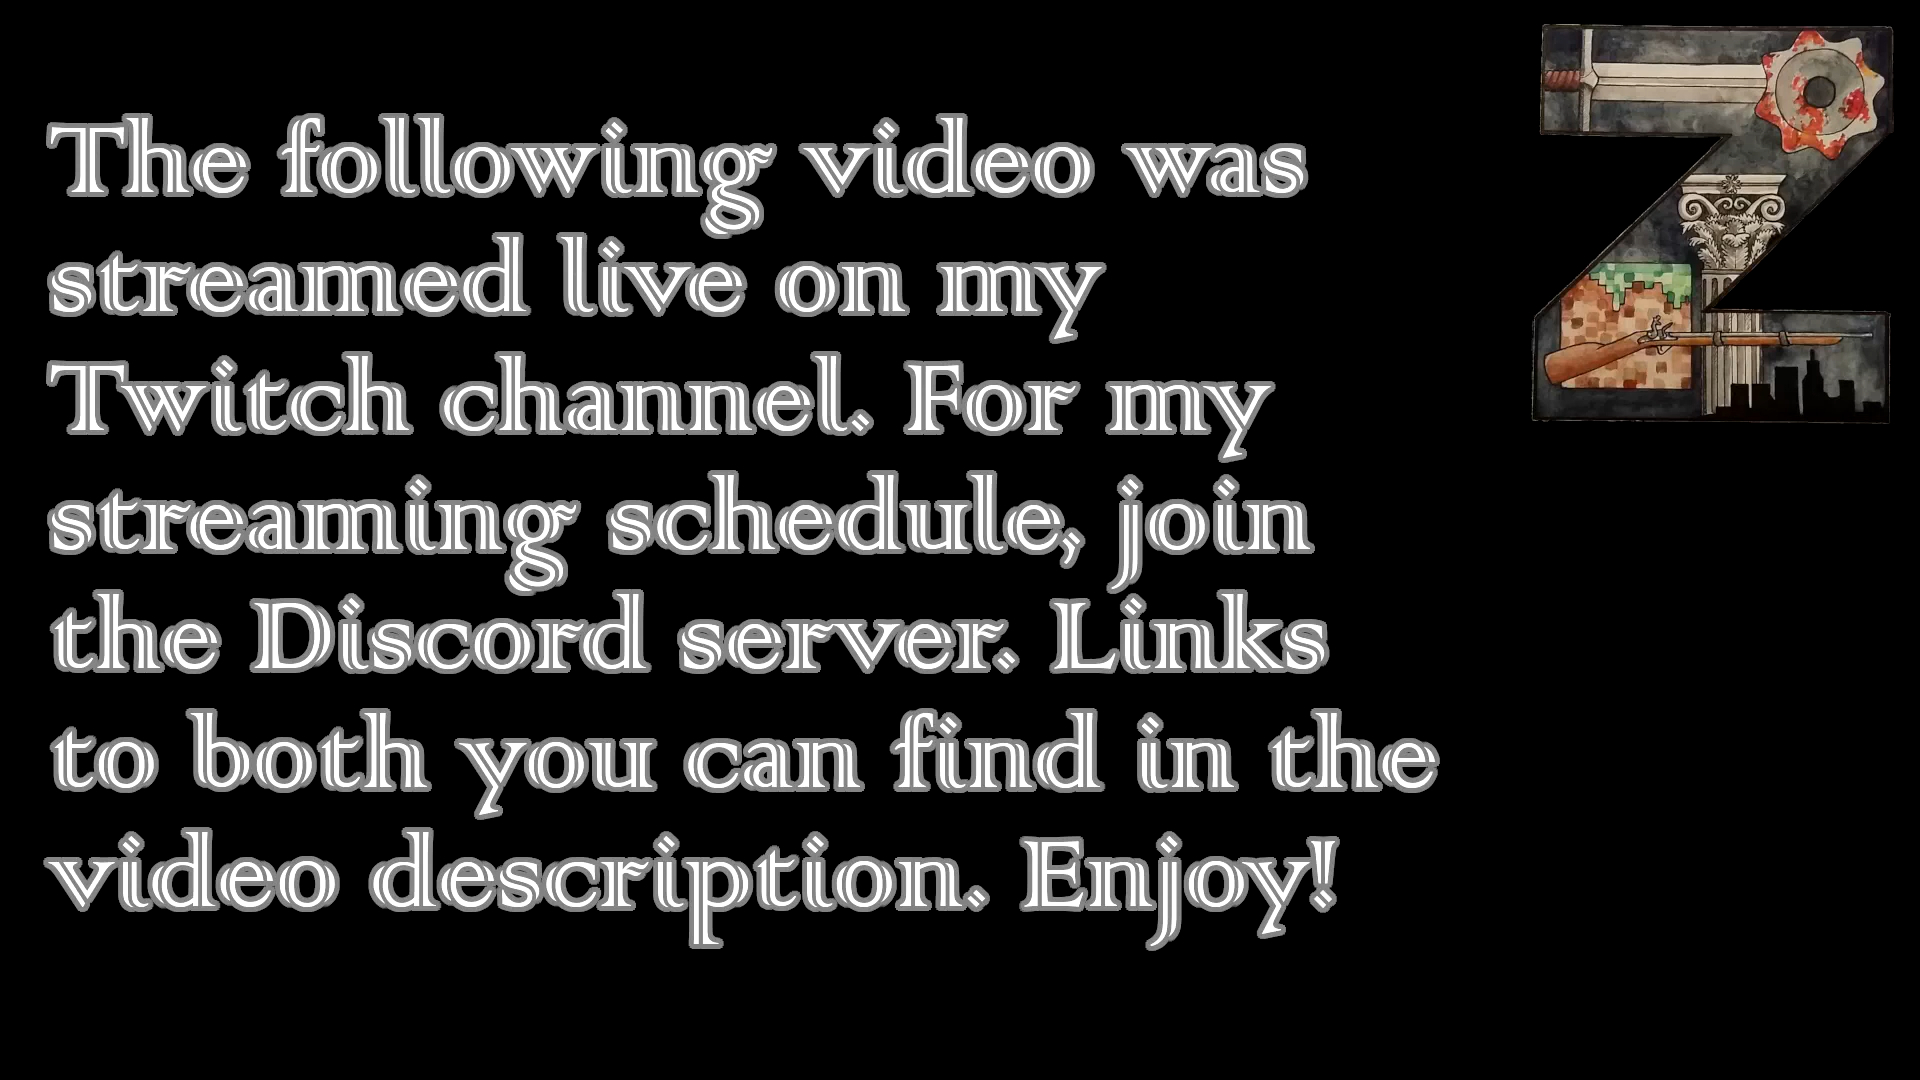 The following video was
streamed live on my
Twitch channel. For my
streaming schedule, join
the Discord server. Links
to both you can find in the
video description. Enjoy!
Z